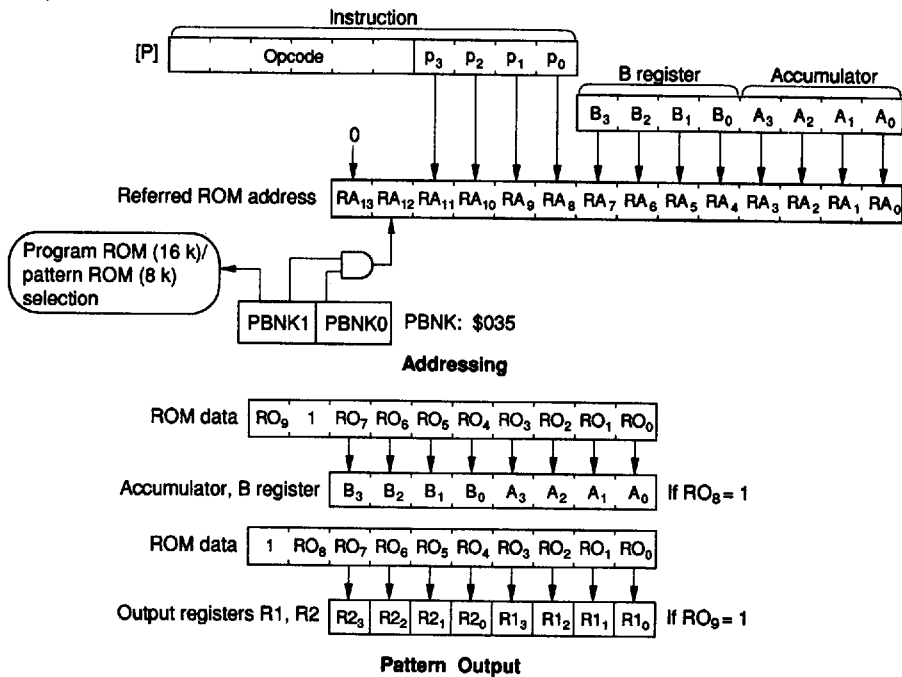 Instruction
[P] Opcode p3 p2 p1 p0
B register Accumulator
B3 B2 B1 B0 A3 A2 A1 A0
0
Referred ROM address RA13 RA12 RA11 RA10 RA9 RA8 RA7 RA6 RA5 RA4 RA3 RA2 RA1 RA0
Program ROM (16 k)/
pattern ROM (8 k)
selection
PBNK1 PBNK0 PBNK: $035
Addressing
ROM data RO9 1 RO7 RO6 RO5 RO4 RO3 RO2 RO1 RO0
Accumulator, B register B3 B2 B1 B0 A3 A2 A1 A0 If RO8 = 1
ROM data 1 RO8 RO7 RO6 RO5 RO4 RO3 RO2 RO1 RO0
Output registers R1, R2 R23 R22 R21 R20 R13 R12 R11 R10 If RO9 = 1
Pattern Output